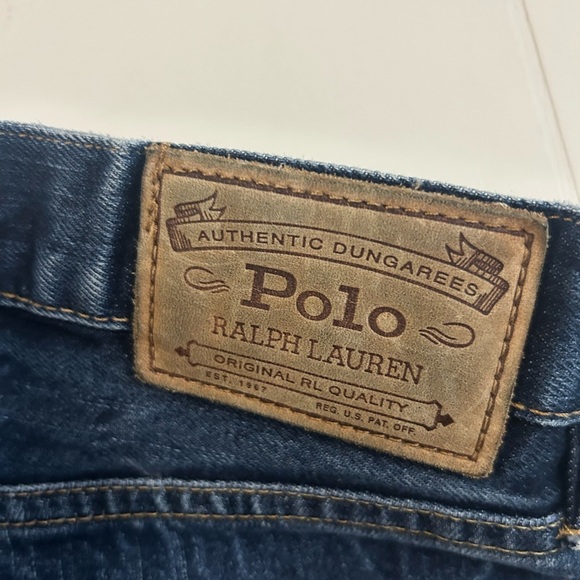 AUTHENTIC DUNGAREES
Polo
RALPH LAUREN
ORIGINAL RL QUALITY
EST. 1967
REG. U.S. PAT. OFF.